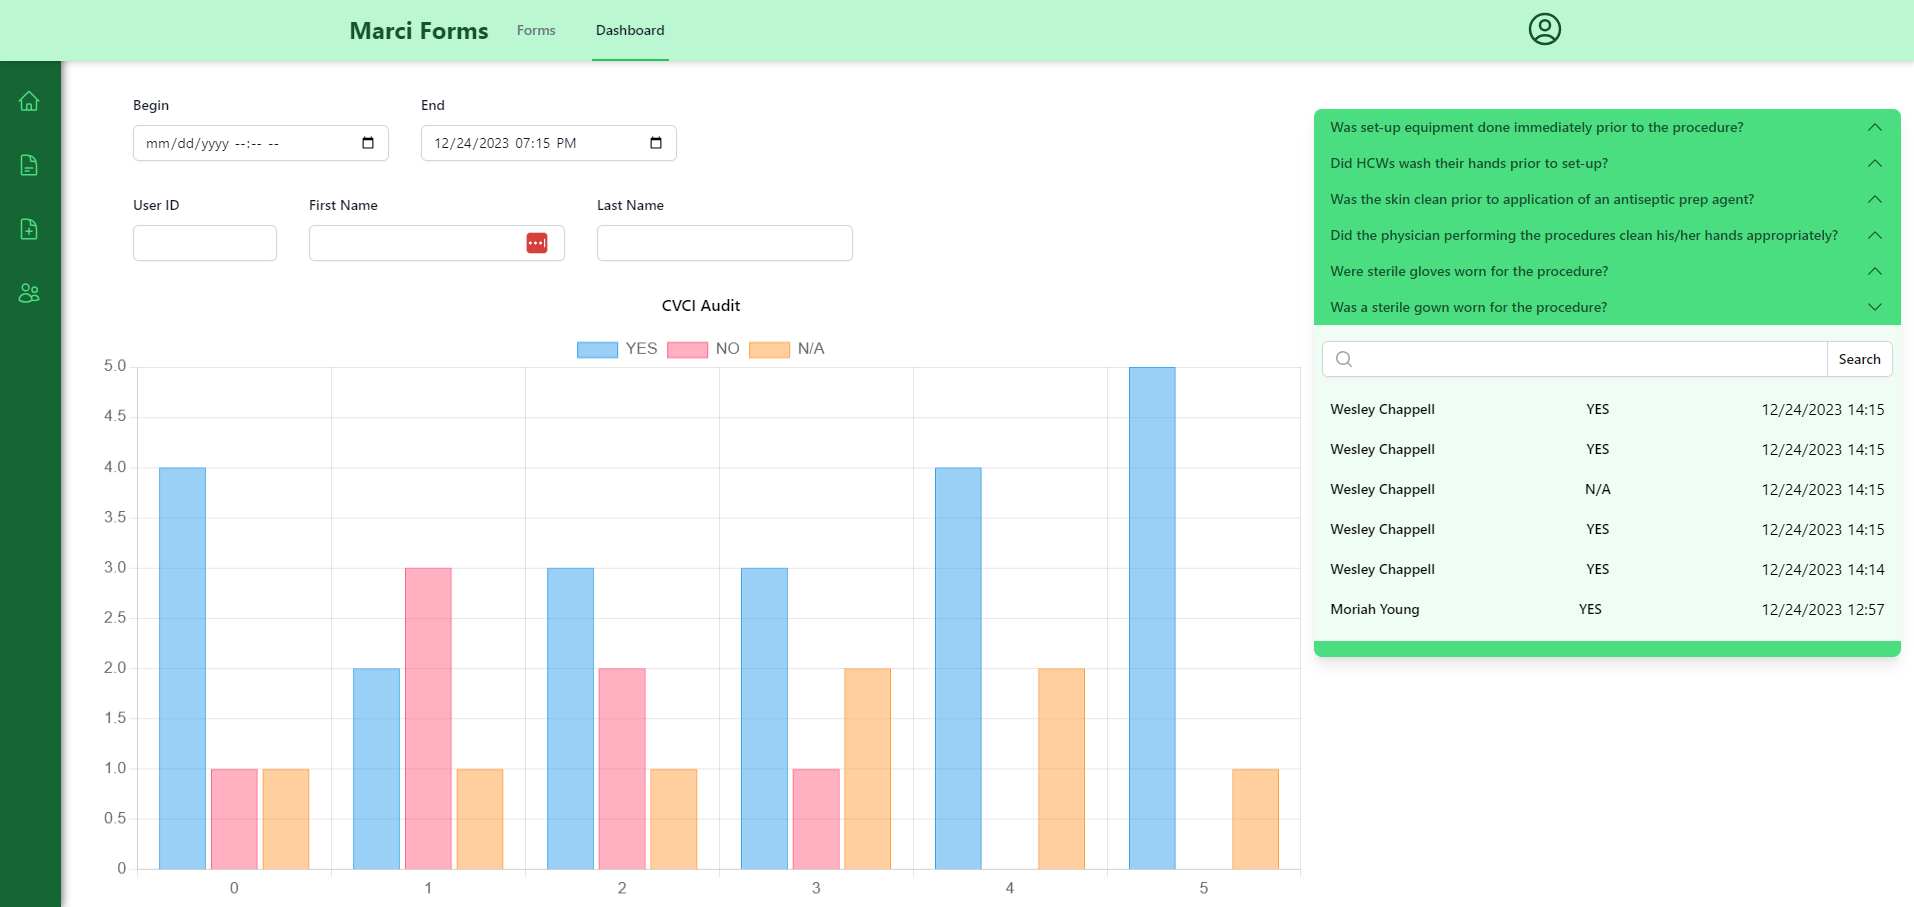 Marci Forms
Forms
Dashboard
Begin
End
mm/dd/yyyy --:-- --
12/24/2023 07:15 PM
User ID
First Name
Last Name
CVCI Audit
YES
NO
N/A
5.0
4.5
4.0
3.5
3.0
2.5
2.0
1.5
1.0
0.5
0
0
1
2
3
4
5
Was set-up equipment done immediately prior to the procedure?
Did HCWs wash their hands prior to set-up?
Was the skin clean prior to application of an antiseptic prep agent?
Did the physician performing the procedures clean his/her hands appropriately?
Were sterile gloves worn for the procedure?
Was a sterile gown worn for the procedure?
Search
Wesley Chappell YES 12/24/2023 14:15
Wesley Chappell YES 12/24/2023 14:15
Wesley Chappell N/A 12/24/2023 14:15
Wesley Chappell YES 12/24/2023 14:15
Wesley Chappell YES 12/24/2023 14:14
Moriah Young YES 12/24/2023 12:57